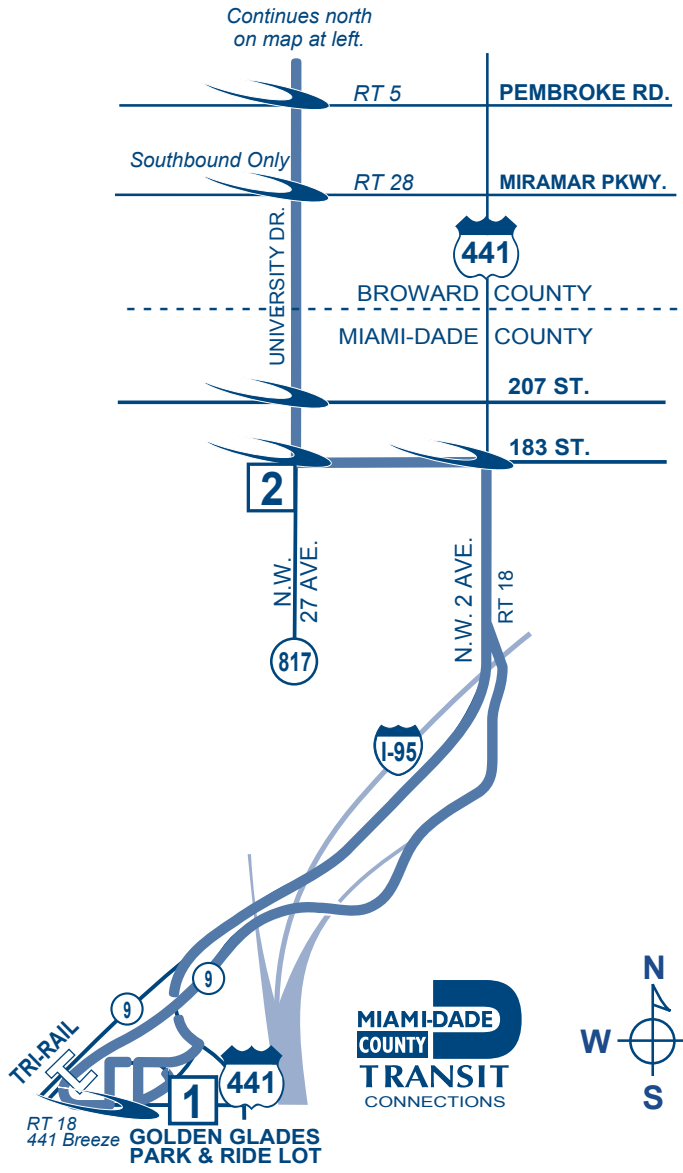 Continues north
on map at left.
RT 5
PEMBROKE RD.
Southbound Only
RT 28
MIRAMAR PKWY.
UNIVERSITY DR.
441
BROWARD COUNTY
MIAMI-DADE COUNTY
207 ST.
183 ST.
2
N.W.
27 AVE.
N.W. 2 AVE.
RT 18
817
I-95
9
9
TRI-RAIL
441
1
RT 18
441 Breeze
GOLDEN GLADES
PARK & RIDE LOT
MIAMI-DADE
COUNTY
TRANSIT
CONNECTIONS
N
W
S